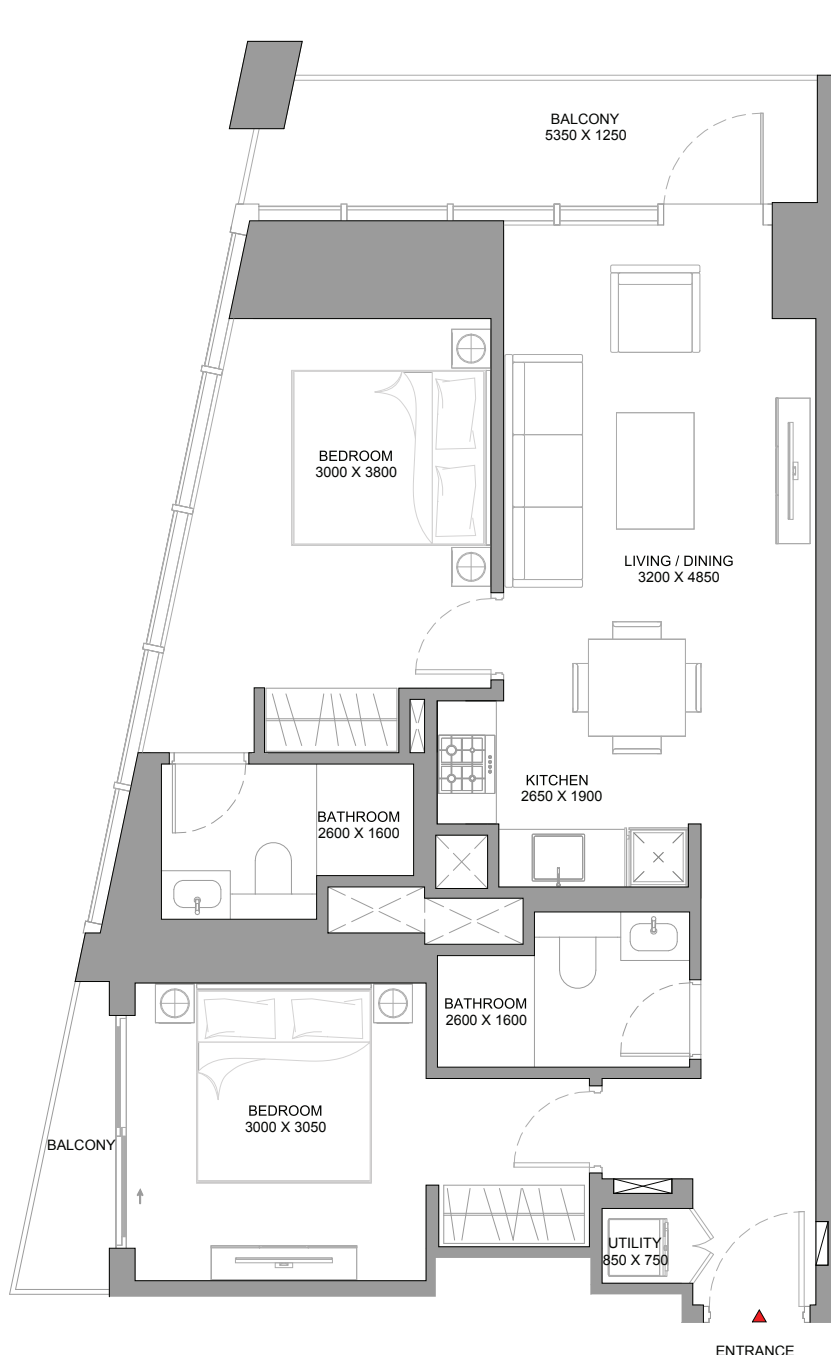 BALCONY
5350 X 1250
BEDROOM
3000 X 3800
LIVING / DINING
3200 X 4850
KITCHEN
2650 X 1900
BATHROOM
2600 X 1600
BATHROOM
2600 X 1600
BEDROOM
3000 X 3050
BALCONY
UTILITY
850 X 750
ENTRANCE